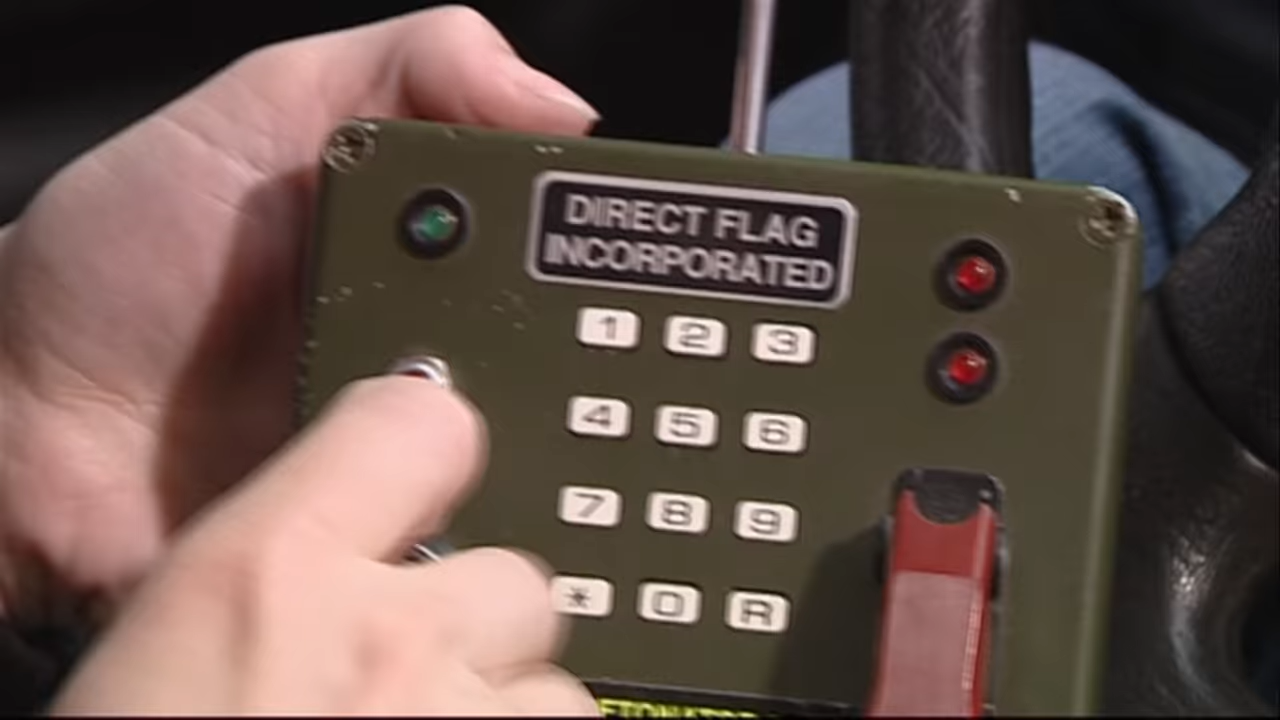 DIRECT FLAG
INCORPORATED
1 2 3
4 5 6
7 8 9
* 0 R